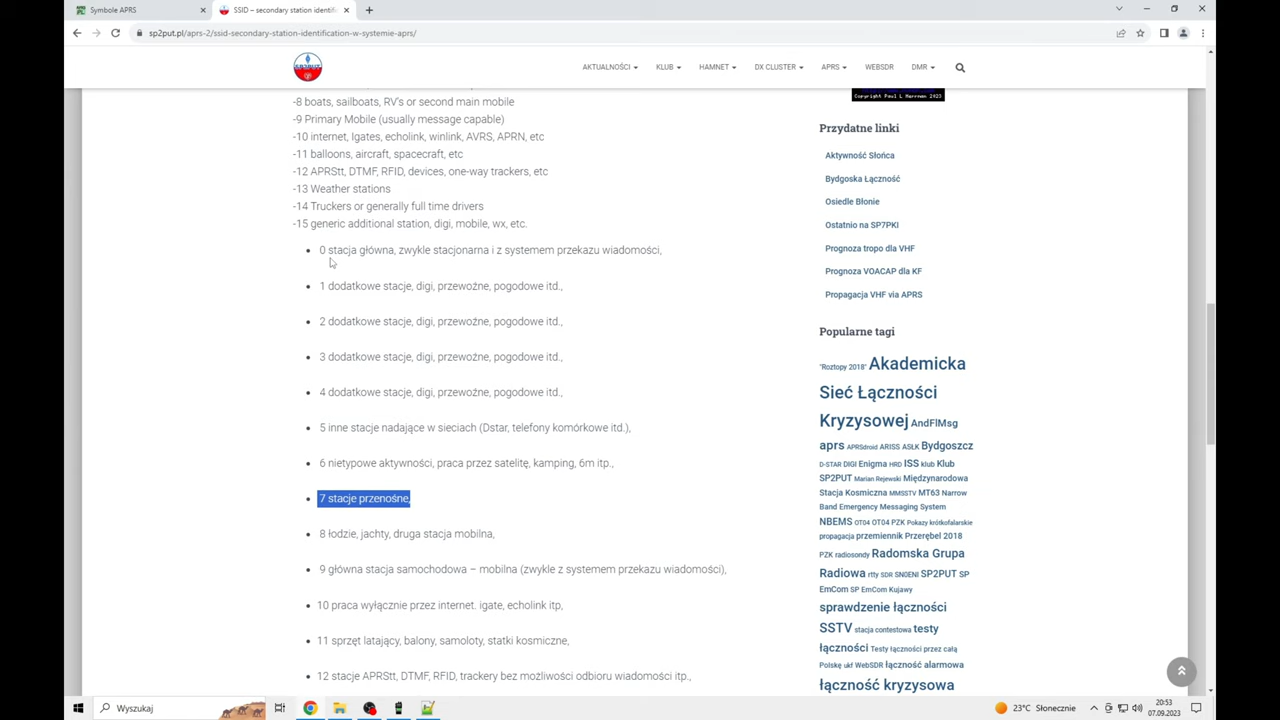 Symbole APRS
SSID – secondary station identifi
sp2put.pl/aprs-2/ssid-secondary-station-identification-w-systemie-aprs/
AKTUALNOŚCI
KLUB
HAMNET
DX CLUSTER
APRS
WEBSDR
DMR
-8 boats, sailboats, RV's or second main mobile
-9 Primary Mobile (usually message capable)
-10 internet, Igates, echolink, winlink, AVRS, APRN, etc
-11 balloons, aircraft, spacecraft, etc
-12 APRStt, DTMF, RFID, devices, one-way trackers, etc
-13 Weather stations
-14 Truckers or generally full time drivers
-15 generic additional station, digi, mobile, wx, etc.
0 stacja główna, zwykle stacjonarna i z systemem przekazu wiadomości,
1 dodatkowe stacje, digi, przewoźne, pogodowe itd.,
2 dodatkowe stacje, digi, przewoźne, pogodowe itd.,
3 dodatkowe stacje, digi, przewoźne, pogodowe itd.,
4 dodatkowe stacje, digi, przewoźne, pogodowe itd.,
5 inne stacje nadające w sieciach (Dstar, telefony komórkowe itd.),
6 nietypowe aktywności, praca przez satelitę, kamping, 6m itp.,
7 stacje przenośne,
8 łodzie, jachty, druga stacja mobilna,
9 główna stacja samochodowa – mobilna (zwykle z systemem przekazu wiadomości),
10 praca wyłącznie przez internet. igate, echolink itp,
11 sprzęt latający, balony, samoloty, statki kosmiczne,
12 stacje APRStt, DTMF, RFID, trackery bez możliwości odbioru wiadomości itp.,
Copyright Paul L Herrman 2023
Przydatne linki
Aktywność Słońca
Bydgoska Łączność
Osiedle Błonie
Ostatnio na SP7PKI
Prognoza tropo dla VHF
Prognoza VOACAP dla KF
Propagacja VHF via APRS
Popularne tagi
"Roztopy 2018" Akademicka
Sieć Łączności
Kryzysowej AndFlMsg
aprs APRSdroid ARISS ASŁK Bydgoszcz
D-STAR DIGI Enigma HRD ISS klub Klub
SP2PUT Marian Rejewski Międzynarodowa
Stacja Kosmiczna MMSSTV MT63 Narrow
Band Emergency Messaging System
NBEMS OT04 OT04 PZK Pokazy krótkofalarskie
propagacja przemiennik Przerębel 2018
PZK radiosondy Radomska Grupa
Radiowa rtty SDR SN0ENI SP2PUT SP
EmCom SP EmCom Kujawy
sprawdzenie łączności
SSTV stacja contestowa testy
łączności Testy łączności przez całą
Polskę ukf WebSDR łączność alarmowa
łączność kryzysowa
Wyszukaj
23°C Słonecznie
20:53
07.09.2023